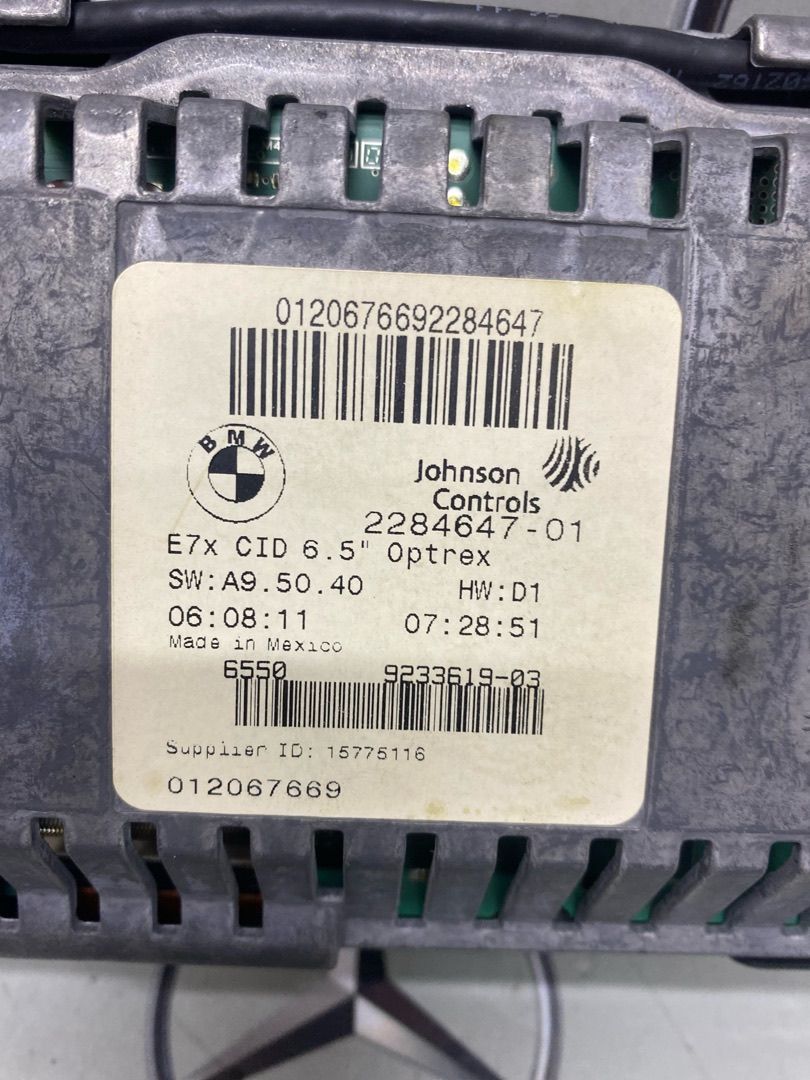 0120676692284647
BMW
Johnson
Controls
2284647-01
E7x CID 6.5" Optrex
SW:A9.50.40 HW:D1
06:08:11 07:28:51
Made in Mexico
6550 9233619-03
Supplier ID: 15775116
012067669